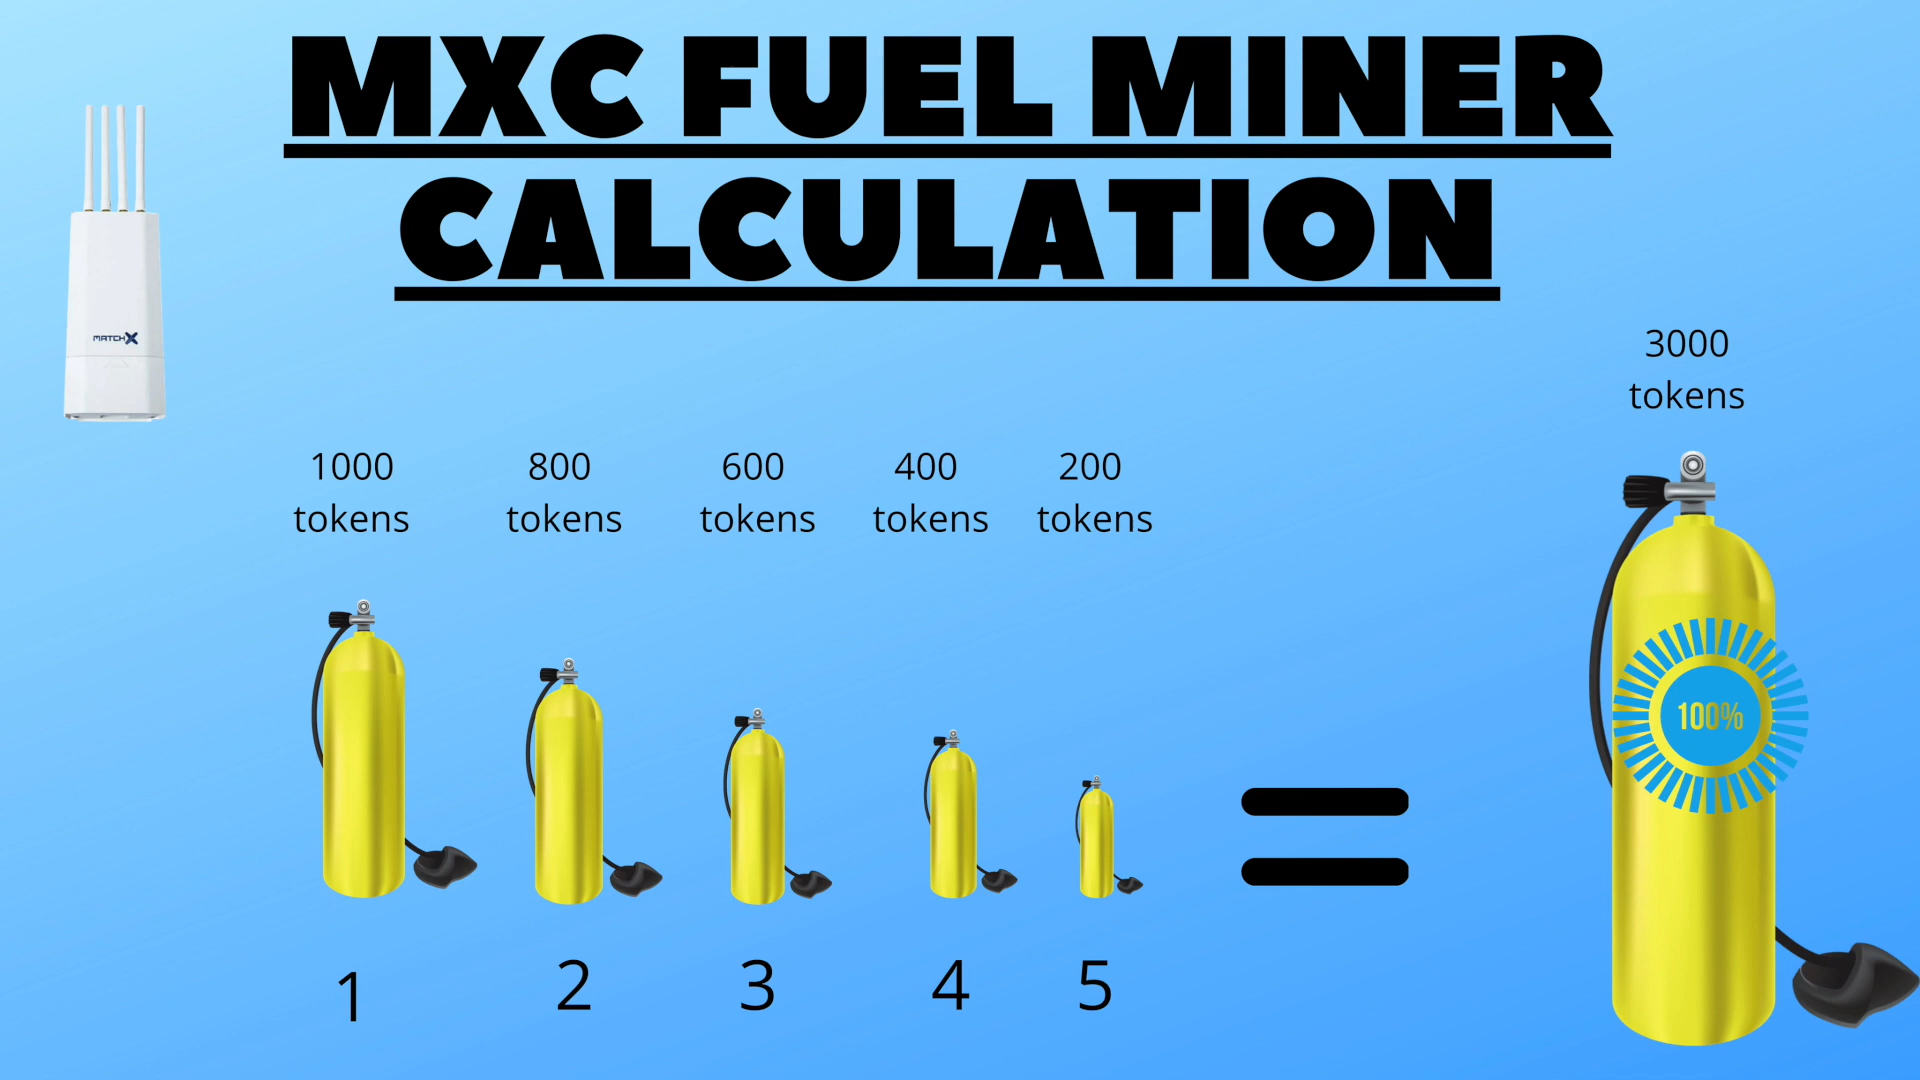 MXC FUEL MINER
CALCULATION
MATCHX
3000
tokens
1000
tokens
800
tokens
600
tokens
400
tokens
200
tokens
100%
1
2
3
4
5